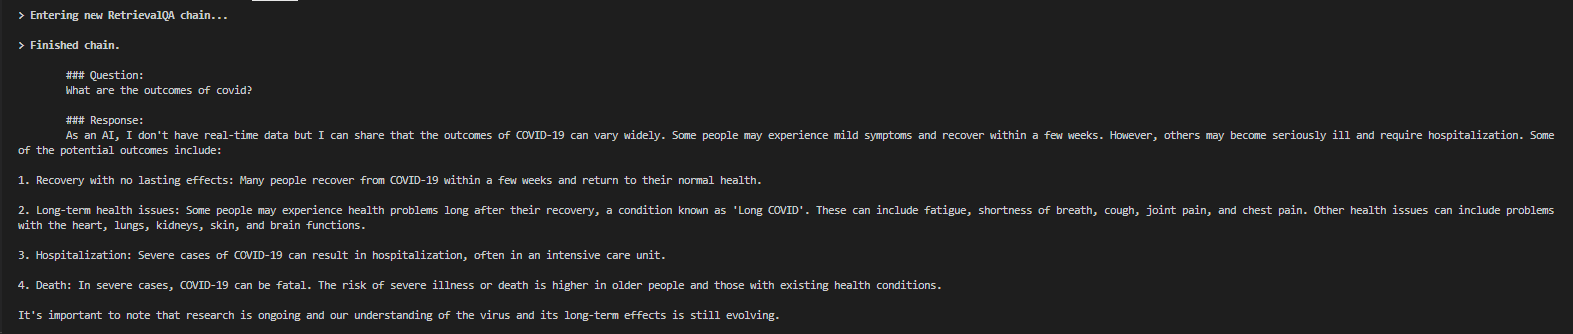 > Entering new RetrievalQA chain...
> Finished chain.
### Question:
What are the outcomes of covid?
### Response:
As an AI, I don't have real-time data but I can share that the outcomes of COVID-19 can vary widely. Some people may experience mild symptoms and recover within a few weeks. However, others may become seriously ill and require hospitalization. Some
of the potential outcomes include:
1. Recovery with no lasting effects: Many people recover from COVID-19 within a few weeks and return to their normal health.
2. Long-term health issues: Some people may experience health problems long after their recovery, a condition known as 'Long COVID'. These can include fatigue, shortness of breath, cough, joint pain, and chest pain. Other health issues can include problems
with the heart, lungs, kidneys, skin, and brain functions.
3. Hospitalization: Severe cases of COVID-19 can result in hospitalization, often in an intensive care unit.
4. Death: In severe cases, COVID-19 can be fatal. The risk of severe illness or death is higher in older people and those with existing health conditions.
It's important to note that research is ongoing and our understanding of the virus and its long-term effects is still evolving.